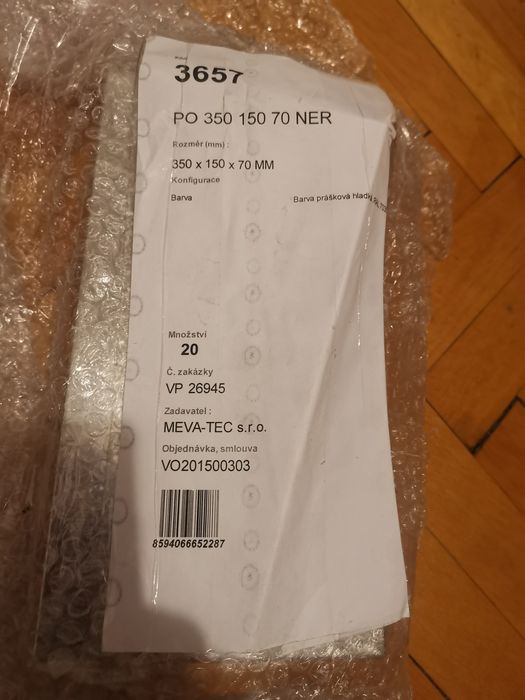 3657
PO 350 150 70 NER
Rozměr (mm) :
350 x 150 x 70 MM
Konfigurace
Barva Barva prášková hladká
Množství
20
Č. zakázky
VP 26945
Zadavatel :
MEVA-TEC s.r.o.
Objednávka, smlouva
VO201500303
8594066652287